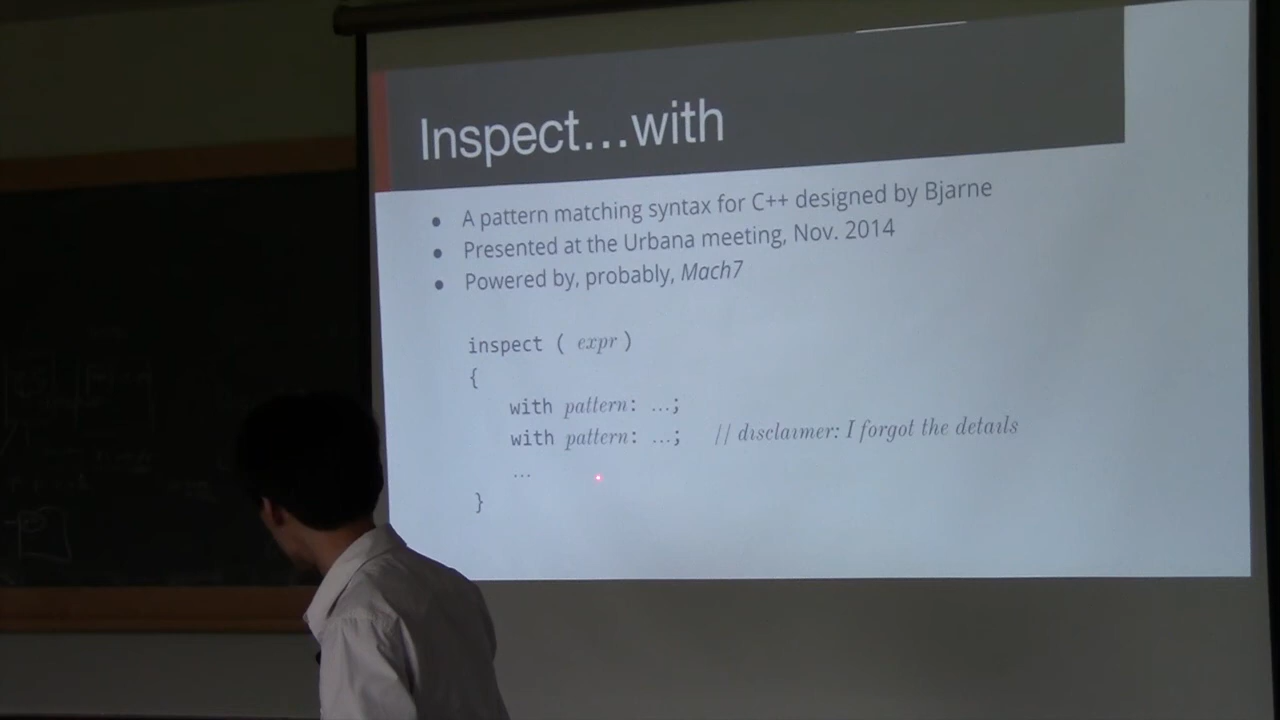 Inspect…with
• A pattern matching syntax for C++ designed by Bjarne
• Presented at the Urbana meeting, Nov. 2014
• Powered by, probably, Mach7
inspect ( expr )
{
with pattern: …;
with pattern: …; // disclaimer: I forgot the details
…
}